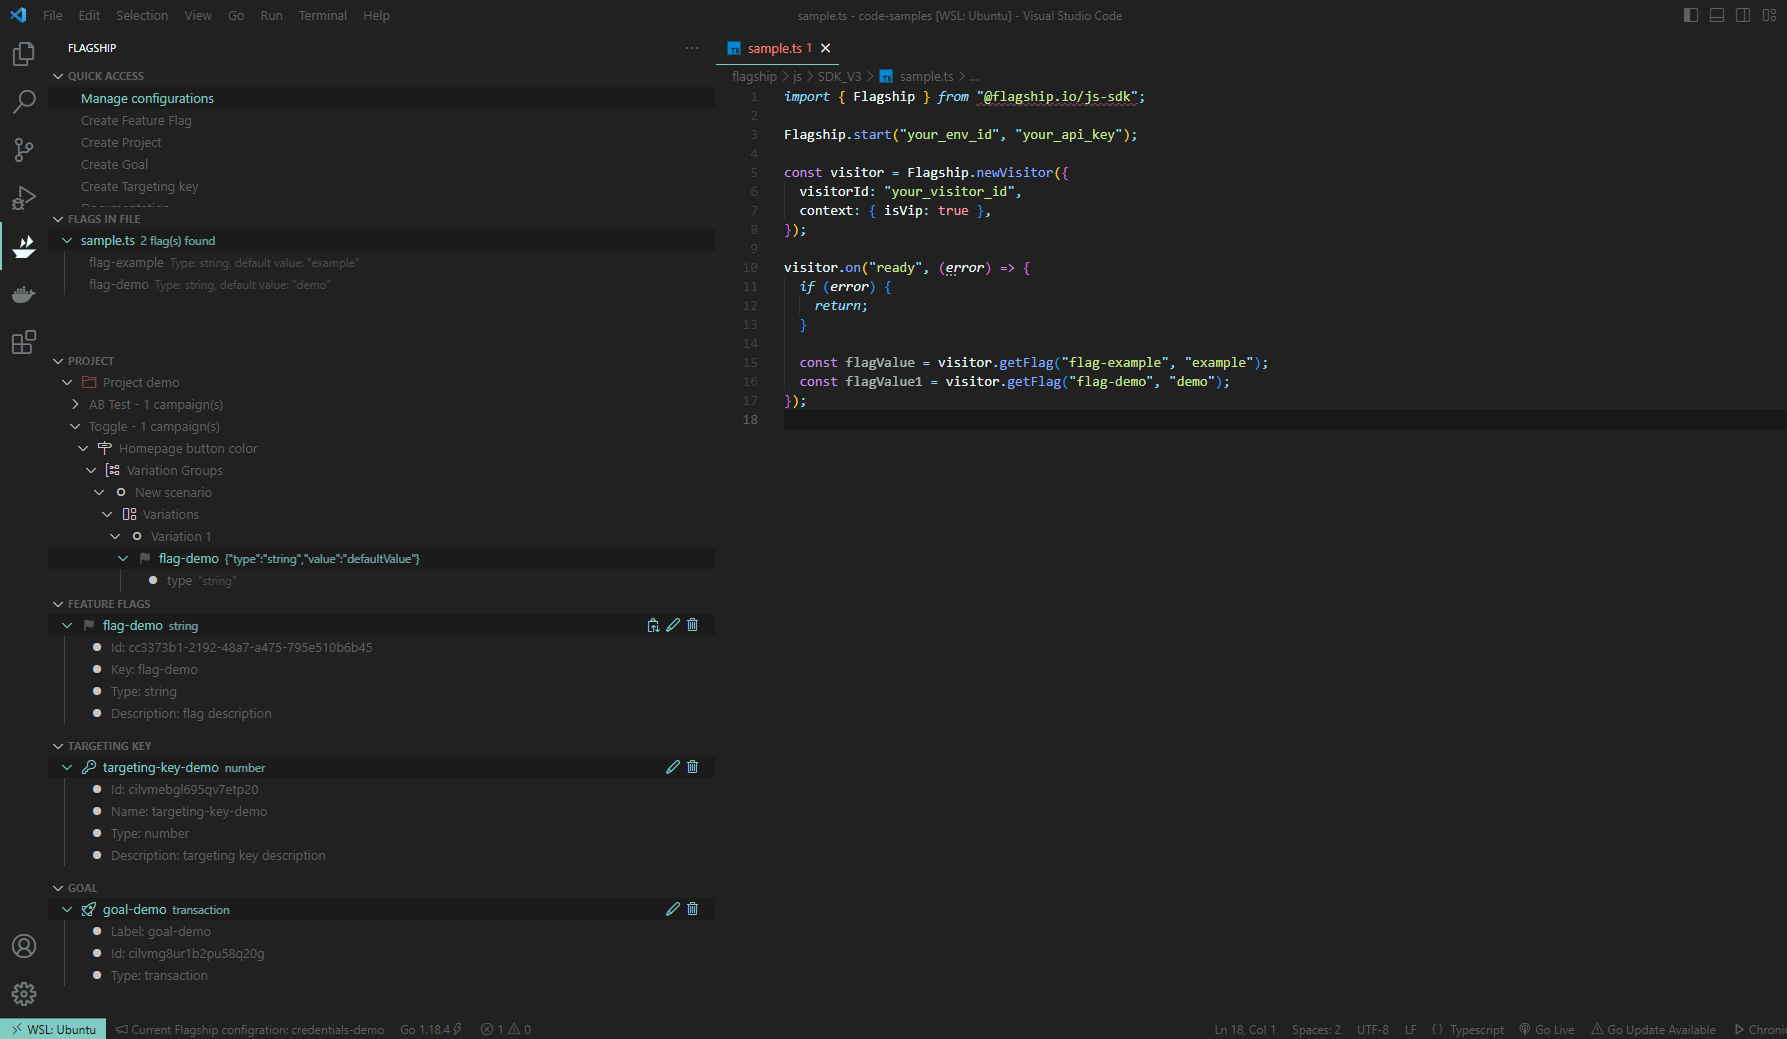 File Edit Selection View Go Run Terminal Help
sample.ts - code-samples [WSL: Ubuntu] - Visual Studio Code
FLAGSHIP
QUICK ACCESS
Manage configurations
Create Feature Flag
Create Project
Create Goal
Create Targeting key
Documentation
FLAGS IN FILE
sample.ts 2 flag(s) found
flag-example Type: string, default value: "example"
flag-demo Type: string, default value: "demo"
PROJECT
Project demo
AB Test - 1 campaign(s)
Toggle - 1 campaign(s)
Homepage button color
Variation Groups
New scenario
Variations
Variation 1
flag-demo {"type":"string","value":"defaultValue"}
type "string"
FEATURE FLAGS
flag-demo string
Id: cc3373b1-2192-48a7-a475-795e510b6b45
Key: flag-demo
Type: string
Description: flag description
TARGETING KEY
targeting-key-demo number
Id: cilvmebgl695qv7etp20
Name: targeting-key-demo
Type: number
Description: targeting key description
GOAL
goal-demo transaction
Label: goal-demo
Id: cilvmg8ur1b2pu58q20g
Type: transaction
TS sample.ts 1
flagship > js > SDK_V3 > TS sample.ts > ...
1 import { Flagship } from "@flagship.io/js-sdk";
2
3 Flagship.start("your_env_id", "your_api_key");
4
5 const visitor = Flagship.newVisitor({
6 visitorId: "your_visitor_id",
7 context: { isVip: true },
8 });
9
10 visitor.on("ready", (error) => {
11 if (error) {
12 return;
13 }
14
15 const flagValue = visitor.getFlag("flag-example", "example");
16 const flagValue1 = visitor.getFlag("flag-demo", "demo");
17 });
18
WSL: Ubuntu Current Flagship configration: credentials-demo Go 1.18.4 1 0 Ln 18, Col 1 Spaces: 2 UTF-8 LF {} Typescript Go Live Go Update Available Chronic